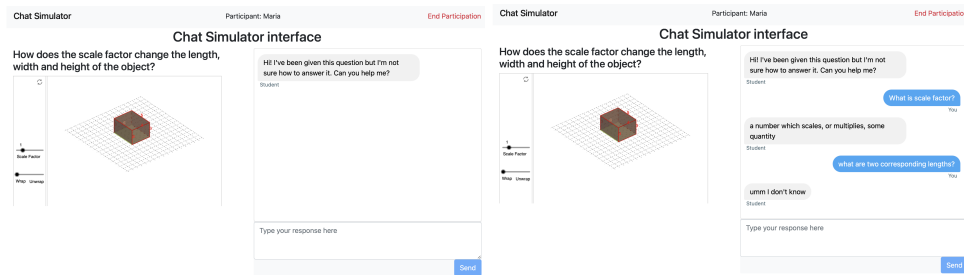 Chat Simulator
Participant: Maria
End Participation
Chat Simulator interface
How does the scale factor change the length,
width and height of the object?
1
Scale Factor
Wrap Unwrap
Hi! I've been given this question but I'm not
sure how to answer it. Can you help me?
Student
Type your response here
Send
Chat Simulator
Participant: Maria
End Participatio
Chat Simulator interface
How does the scale factor change the length,
width and height of the object?
1
Scale Factor
Wrap Unwrap
Hi! I've been given this question but I'm not
sure how to answer it. Can you help me?
Student
What is scale factor?
You
a number which scales, or multiplies, some
quantity
Student
what are two corresponding lengths?
You
umm I don't know
Student
Type your response here
Send